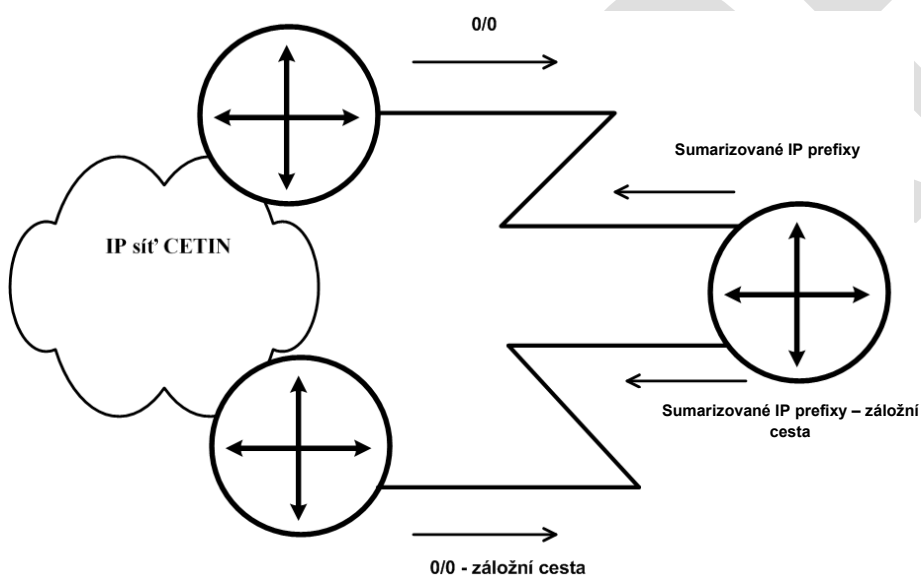 0/0
Sumarizované IP prefixy
IP síť CETIN
Sumarizované IP prefixy – záložní
cesta
0/0 - záložní cesta